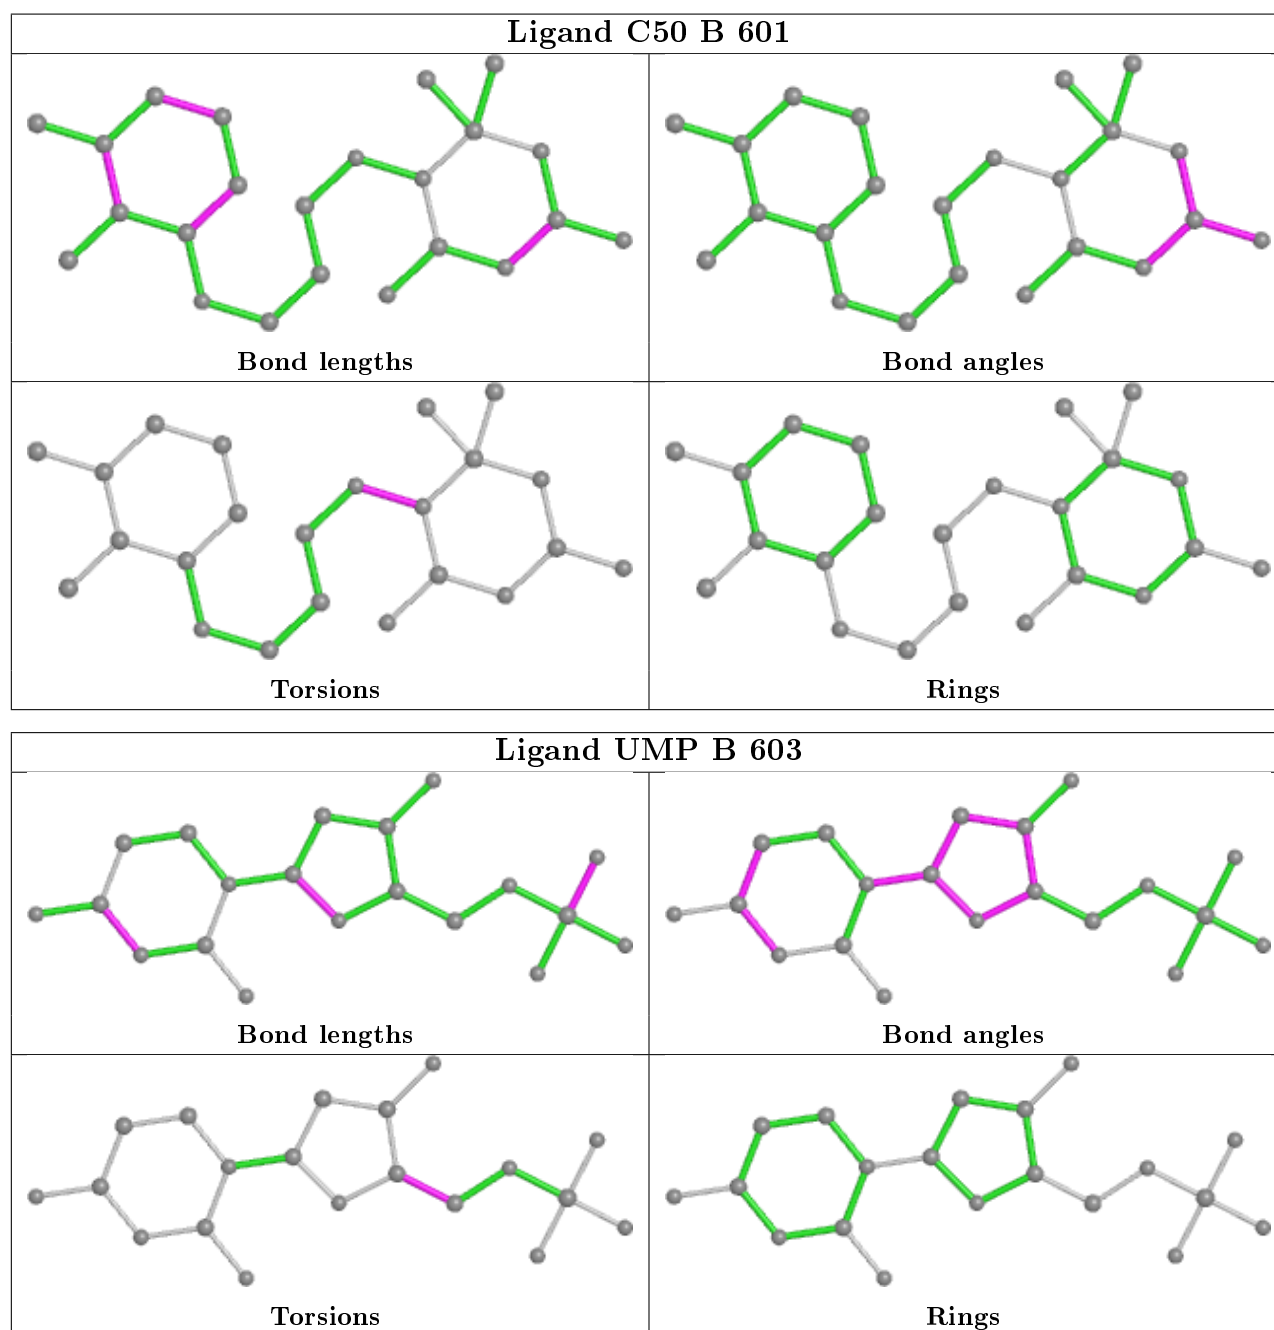 Ligand C50 B 601
Bond lengths
Bond angles
Torsions
Rings
Ligand UMP B 603
Bond lengths
Bond angles
Torsions
Rings